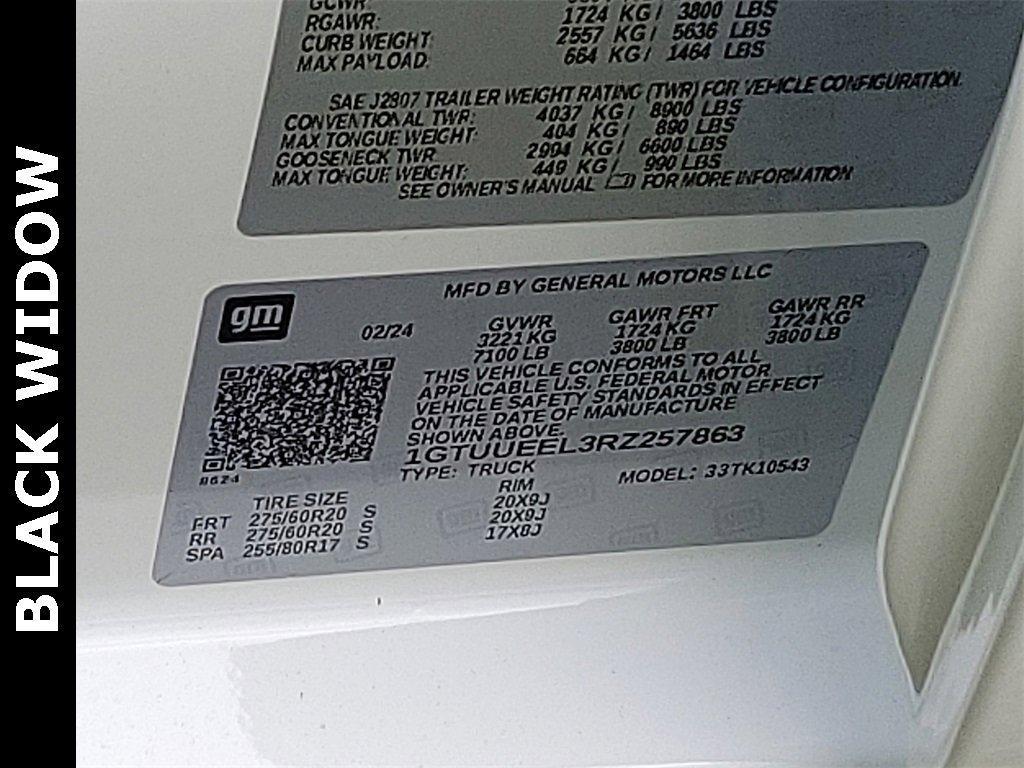 BLACK WIDOW
GCWR:
RGAWR: 1724 KG / 3800 LBS
CURB WEIGHT: 2557 KG / 5636 LBS
MAX PAYLOAD: 664 KG / 1464 LBS
SAE J2807 TRAILER WEIGHT RATING (TWR) FOR VEHICLE CONFIGURATION.
CONVENTIONAL TWR: 4037 KG / 8900 LBS
MAX TONGUE WEIGHT: 404 KG / 890 LBS
GOOSENECK TWR 2994 KG / 6600 LBS
MAX TONGUE WEIGHT: 449 KG / 990 LBS
SEE OWNER'S MANUAL FOR MORE INFORMATION
MFD BY GENERAL MOTORS LLC
gm
02/24
GVWR GAWR FRT GAWR RR
3221 KG 1724 KG 1724 KG
7100 LB 3800 LB 3800 LB
THIS VEHICLE CONFORMS TO ALL
APPLICABLE U.S. FEDERAL MOTOR
VEHICLE SAFETY STANDARDS IN EFFECT
ON THE DATE OF MANUFACTURE
SHOWN ABOVE.
1GTUUEEL3RZ257863
TYPE: TRUCK MODEL: 33TK10543
8624
TIRE SIZE RIM
FRT 275/60R20 S 20X9J
RR 275/60R20 S 20X9J
SPA 255/80R17 S 17X8J